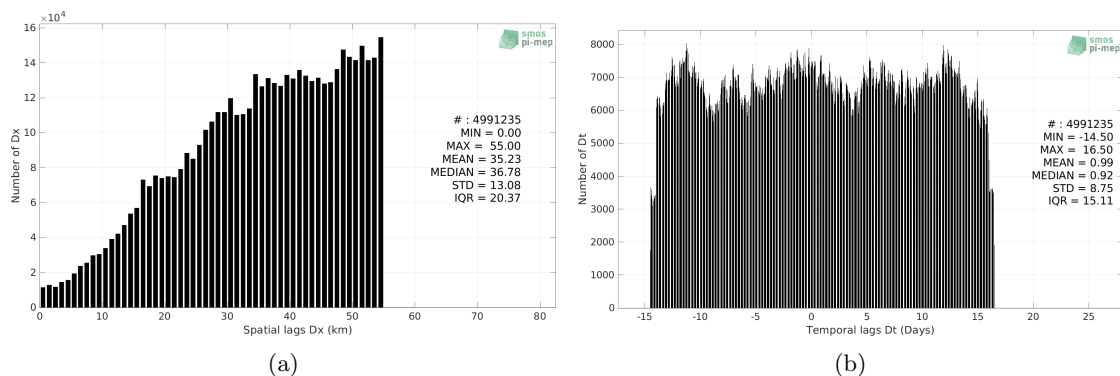 ×10⁴
16
14
12
10
8
6
4
2
0
Number of Dx
0 10 20 30 40 50 60 70 80
Spatial lags Dx (km)
smos
pi-mep
# : 4991235
MIN = 0.00
MAX = 55.00
MEAN = 35.23
MEDIAN = 36.78
STD = 13.08
IQR = 20.37
(a)
8000
7000
6000
5000
4000
3000
2000
1000
0
Number of Dt
-15 -10 -5 0 5 10 15 20 25
Temporal lags Dt (Days)
smos
pi-mep
# : 4991235
MIN = -14.50
MAX = 16.50
MEAN = 0.99
MEDIAN = 0.92
STD = 8.75
IQR = 15.11
(b)